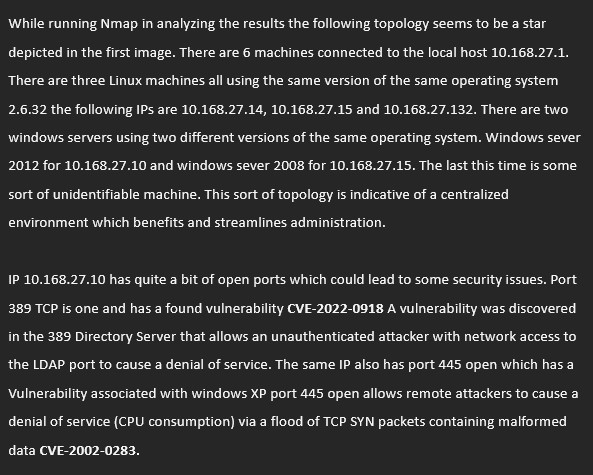 While running Nmap in analyzing the results the following topology seems to be a star
depicted in the first image. There are 6 machines connected to the local host 10.168.27.1.
There are three Linux machines all using the same version of the same operating system
2.6.32 the following IPs are 10.168.27.14, 10.168.27.15 and 10.168.27.132. There are two
windows servers using two different versions of the same operating system. Windows sever
2012 for 10.168.27.10 and windows sever 2008 for 10.168.27.15. The last this time is some
sort of unidentifiable machine. This sort of topology is indicative of a centralized
environment which benefits and streamlines administration.
IP 10.168.27.10 has quite a bit of open ports which could lead to some security issues. Port
389 TCP is one and has a found vulnerability CVE-2022-0918 A vulnerability was discovered
in the 389 Directory Server that allows an unauthenticated attacker with network access to
the LDAP port to cause a denial of service. The same IP also has port 445 open which has a
Vulnerability associated with windows XP port 445 open allows remote attackers to cause a
denial of service (CPU consumption) via a flood of TCP SYN packets containing malformed
data CVE-2002-0283.